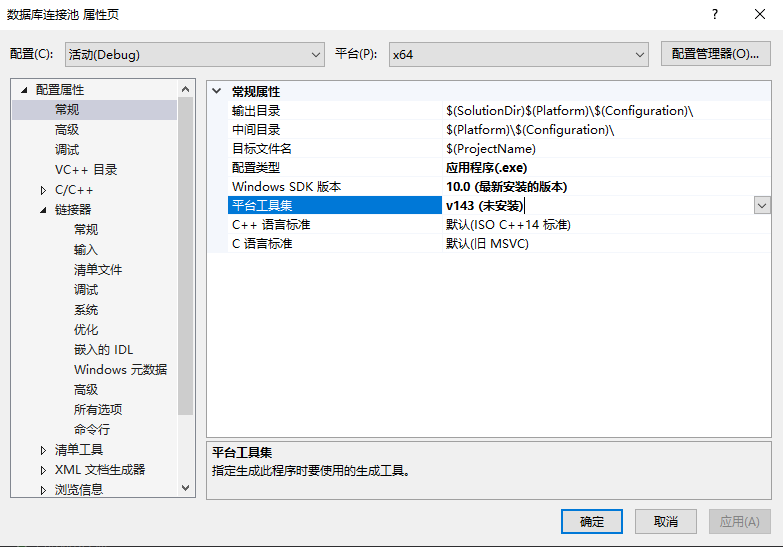 数据库连接池 属性页
配置(C): 活动(Debug) 平台(P): x64 配置管理器(O)...
配置属性
常规
高级
调试
VC++ 目录
C/C++
链接器
常规
输入
清单文件
调试
系统
优化
嵌入的 IDL
Windows 元数据
高级
所有选项
命令行
清单工具
XML 文档生成器
浏览信息
常规属性
输出目录 $(SolutionDir)$(Platform)\$(Configuration)\
中间目录 $(Platform)\$(Configuration)\
目标文件名 $(ProjectName)
配置类型 应用程序(.exe)
Windows SDK 版本 10.0 (最新安装的版本)
平台工具集 v143 (未安装)
C++ 语言标准 默认(ISO C++14 标准)
C 语言标准 默认(旧 MSVC)
平台工具集
指定生成此程序时要使用的生成工具。
确定 取消 应用(A)